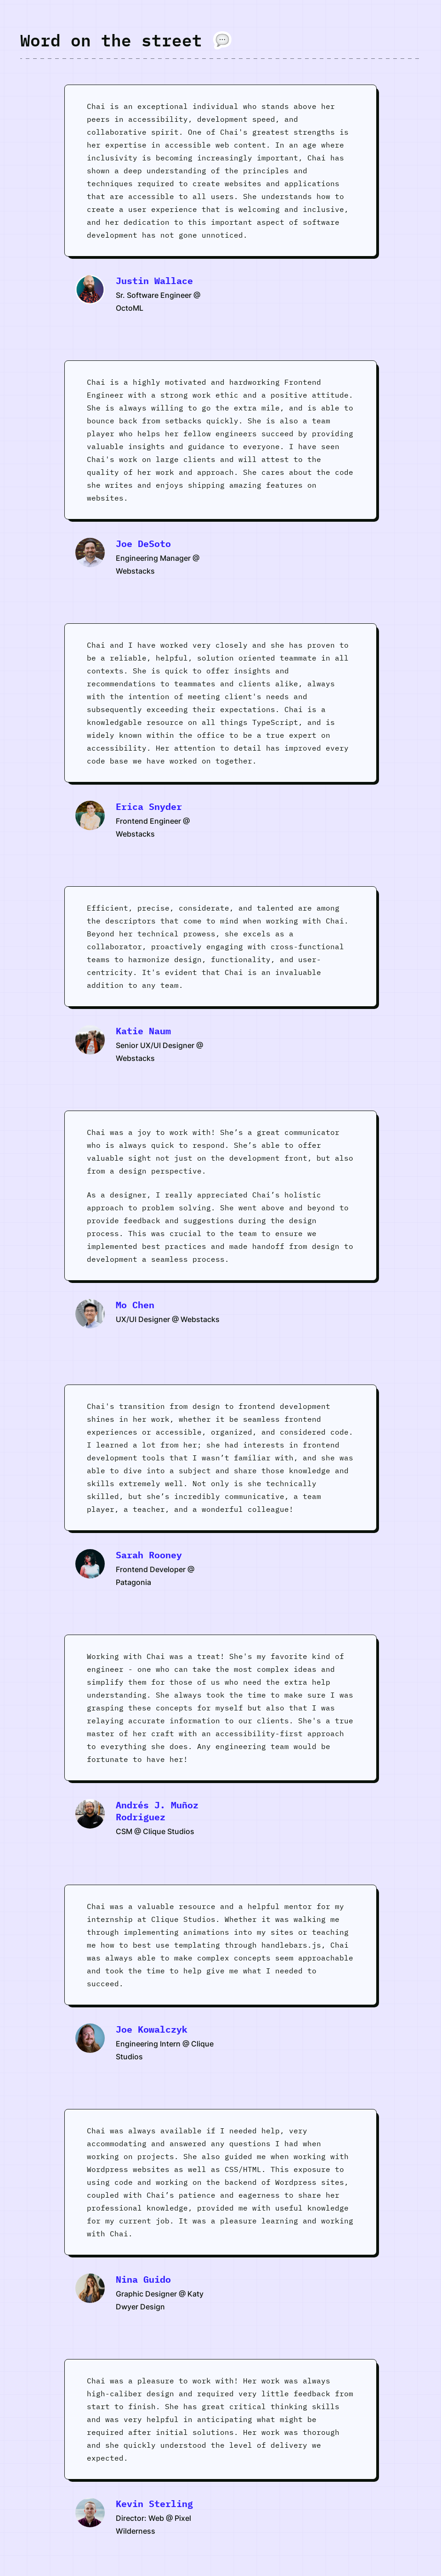 Word on the street
Chai is an exceptional individual who stands above her
peers in accessibility, development speed, and
collaborative spirit. One of Chai's greatest strengths is
her expertise in accessible web content. In an age where
inclusivity is becoming increasingly important, Chai has
shown a deep understanding of the principles and
techniques required to create websites and applications
that are accessible to all users. She understands how to
create a user experience that is welcoming and inclusive,
and her dedication to this important aspect of software
development has not gone unnoticed.
Justin Wallace
Sr. Software Engineer @
OctoML
Chai is a highly motivated and hardworking Frontend
Engineer with a strong work ethic and a positive attitude.
She is always willing to go the extra mile, and is able to
bounce back from setbacks quickly. She is also a team
player who helps her fellow engineers succeed by providing
valuable insights and guidance to everyone. I have seen
Chai's work on large clients and will attest to the
quality of her work and approach. She cares about the code
she writes and enjoys shipping amazing features on
websites.
Joe DeSoto
Engineering Manager @
Webstacks
Chai and I have worked very closely and she has proven to
be a reliable, helpful, solution oriented teammate in all
contexts. She is quick to offer insights and
recommendations to teammates and clients alike, always
with the intention of meeting client's needs and
subsequently exceeding their expectations. Chai is a
knowledgable resource on all things TypeScript, and is
widely known within the office to be a true expert on
accessibility. Her attention to detail has improved every
code base we have worked on together.
Erica Snyder
Frontend Engineer @
Webstacks
Efficient, precise, considerate, and talented are among
the descriptors that come to mind when working with Chai.
Beyond her technical prowess, she excels as a
collaborator, proactively engaging with cross-functional
teams to harmonize design, functionality, and user-
centricity. It's evident that Chai is an invaluable
addition to any team.
Katie Naum
Senior UX/UI Designer @
Webstacks
Chai was a joy to work with! She’s a great communicator
who is always quick to respond. She’s able to offer
valuable sight not just on the development front, but also
from a design perspective.
As a designer, I really appreciated Chai’s holistic
approach to problem solving. She went above and beyond to
provide feedback and suggestions during the design
process. This was crucial to the team to ensure we
implemented best practices and made handoff from design to
development a seamless process.
Mo Chen
UX/UI Designer @ Webstacks
Chai's transition from design to frontend development
shines in her work, whether it be seamless frontend
experiences or accessible, organized, and considered code.
I learned a lot from her; she had interests in frontend
development tools that I wasn’t familiar with, and she was
able to dive into a subject and share those knowledge and
skills extremely well. Not only is she technically
skilled, but she’s incredibly communicative, a team
player, a teacher, and a wonderful colleague!
Sarah Rooney
Frontend Developer @
Patagonia
Working with Chai was a treat! She's my favorite kind of
engineer - one who can take the most complex ideas and
simplify them for those of us who need the extra help
understanding. She always took the time to make sure I was
grasping these concepts for myself but also that I was
relaying accurate information to our clients. She's a true
master of her craft with an accessibility-first approach
to everything she does. Any engineering team would be
fortunate to have her!
Andrés J. Muñoz
Rodriguez
CSM @ Clique Studios
Chai was a valuable resource and a helpful mentor for my
internship at Clique Studios. Whether it was walking me
through implementing animations into my sites or teaching
me how to best use templating through handlebars.js, Chai
was always able to make complex concepts seem approachable
and took the time to help give me what I needed to
succeed.
Joe Kowalczyk
Engineering Intern @ Clique
Studios
Chai was always available if I needed help, very
accommodating and answered any questions I had when
working on projects. She also guided me when working with
Wordpress websites as well as CSS/HTML. This exposure to
using code and working on the backend of Wordpress sites,
coupled with Chai’s patience and eagerness to share her
professional knowledge, provided me with useful knowledge
for my current job. It was a pleasure learning and working
with Chai.
Nina Guido
Graphic Designer @ Katy
Dwyer Design
Chai was a pleasure to work with! Her work was always
high-caliber design and required very little feedback from
start to finish. She has great critical thinking skills
and was very helpful in anticipating what might be
required after initial solutions. Her work was thorough
and she quickly understood the level of delivery we
expected.
Kevin Sterling
Director: Web @ Pixel
Wilderness